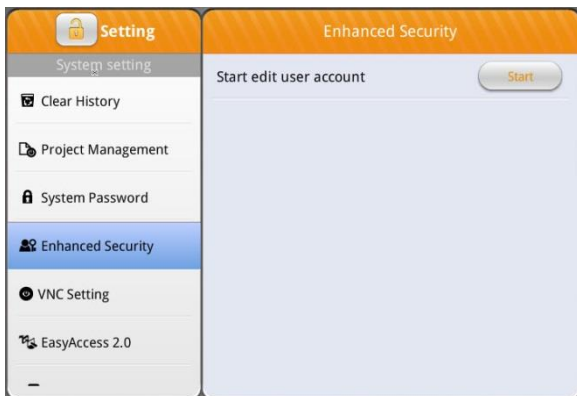 Setting
System setting
Clear History
Project Management
System Password
Enhanced Security
VNC Setting
EasyAccess 2.0
Enhanced Security
Start edit user account
Start